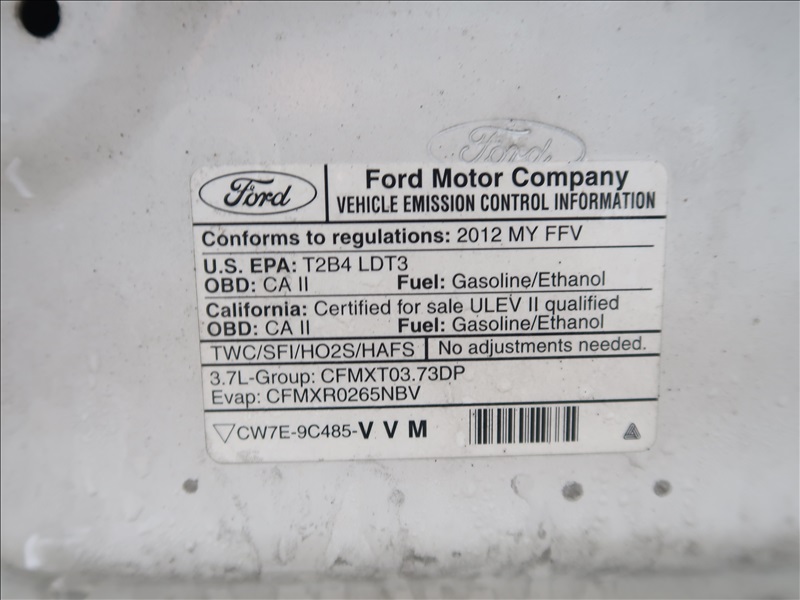 Ford
Ford
Ford Motor Company
VEHICLE EMISSION CONTROL INFORMATION
Conforms to regulations: 2012 MY FFV
U.S. EPA: T2B4 LDT3
OBD: CA II Fuel: Gasoline/Ethanol
California: Certified for sale ULEV II qualified
OBD: CA II Fuel: Gasoline/Ethanol
TWC/SFI/HO2S/HAFS No adjustments needed.
3.7L-Group: CFMXT03.73DP
Evap: CFMXR0265NBV
CW7E-9C485-VVM